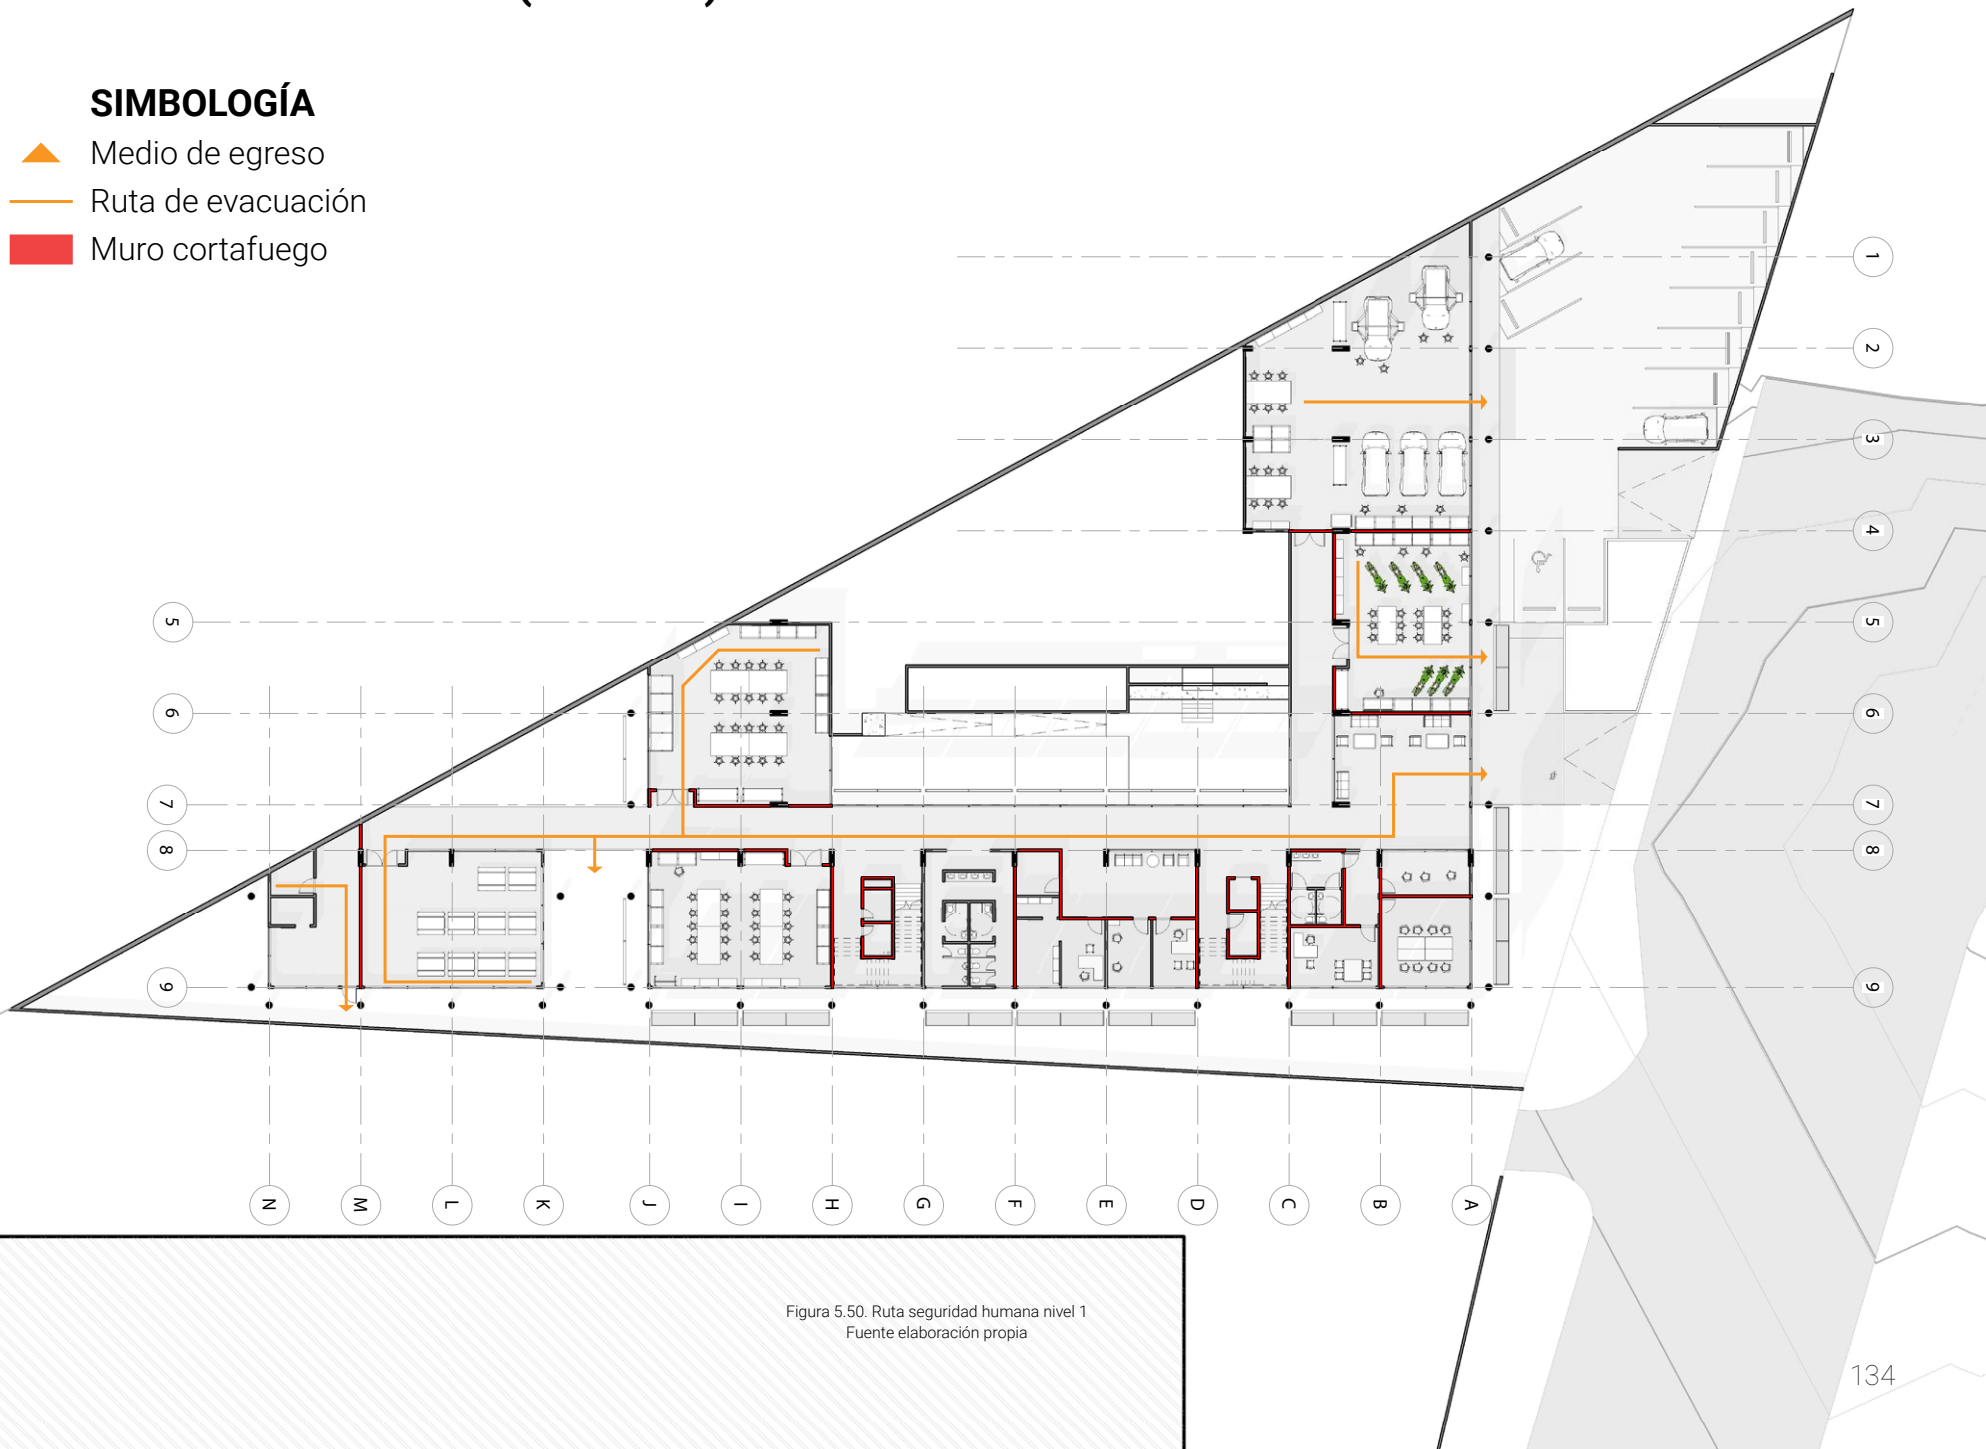 SIMBOLOGÍA
Medio de egreso
Ruta de evacuación
Muro cortafuego
1
2
3
4
5
5
6
6
7
7
8
8
9
9
N
M
L
K
J
I
H
G
F
E
D
C
B
A
Figura 5.50. Ruta seguridad humana nivel 1
Fuente elaboración propia
134